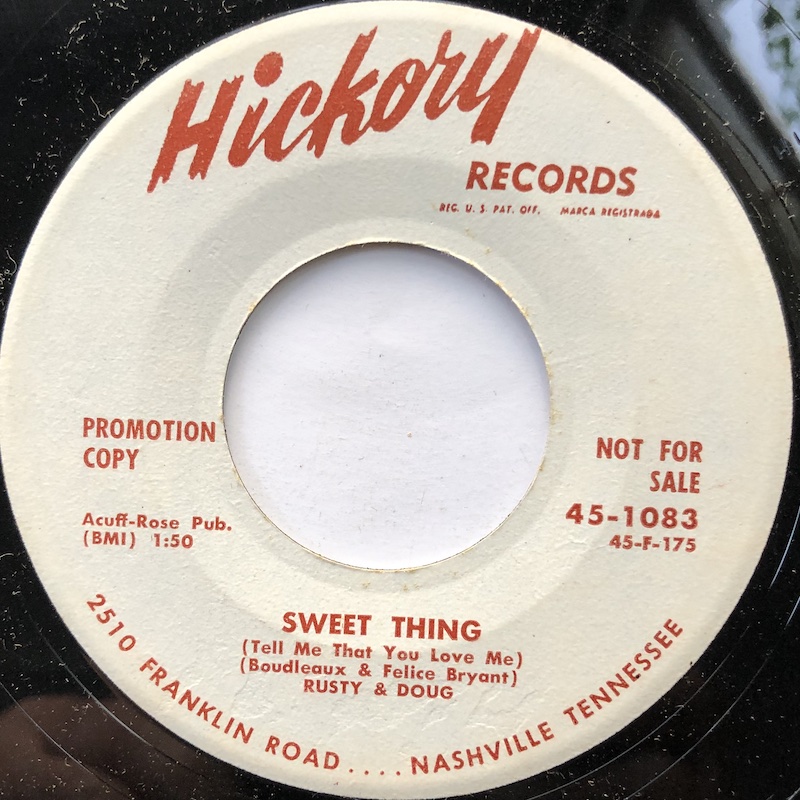 Hickory
RECORDS
REG. U. S. PAT. OFF. MARCA REGISTRADA
PROMOTION
COPY
NOT FOR
SALE
Acuff-Rose Pub.
(BMI) 1:50
45-1083
45-F-175
SWEET THING
(Tell Me That You Love Me)
(Boudleaux & Felice Bryant)
RUSTY & DOUG
2510 FRANKLIN ROAD .... NASHVILLE TENNESSEE